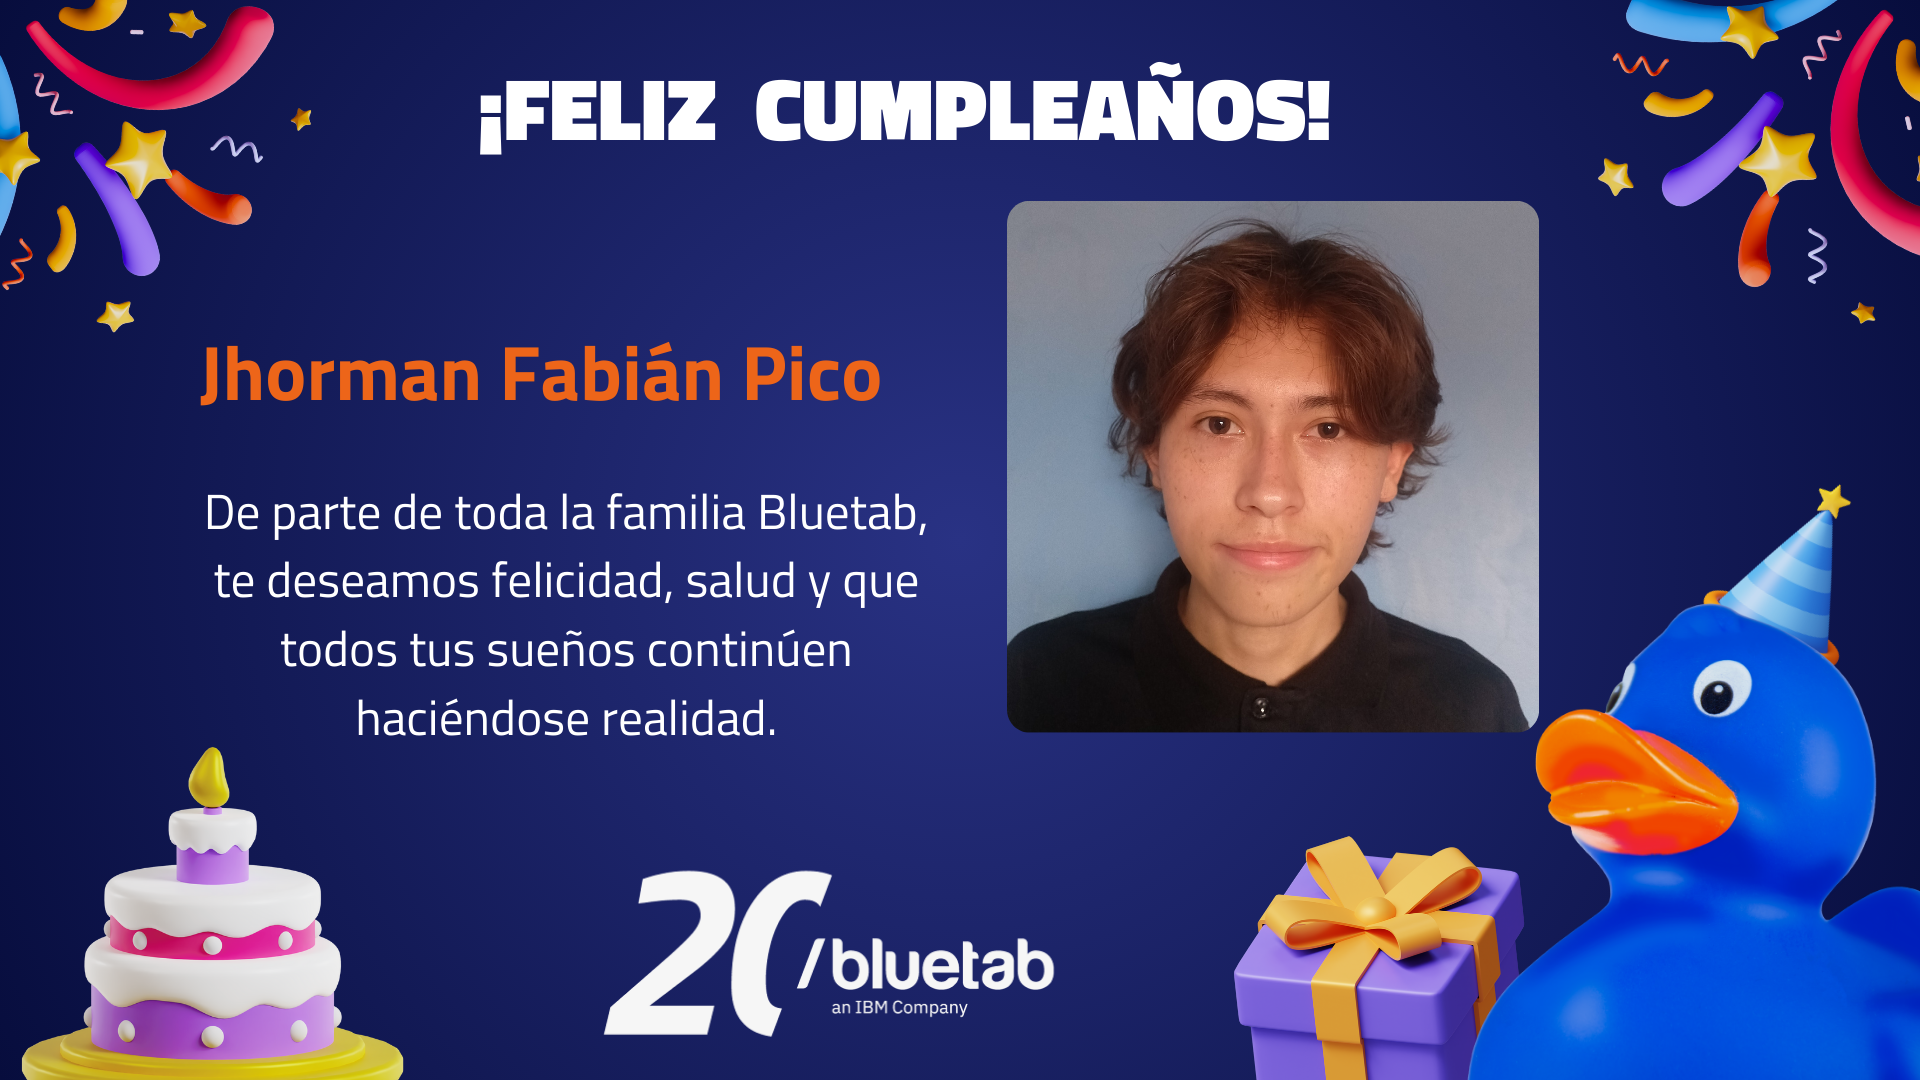 ¡FELIZ CUMPLEAÑOS!
Jhorman Fabián Pico
De parte de toda la familia Bluetab,
te deseamos felicidad, salud y que
todos tus sueños continúen
haciéndose realidad.
20/bluetab
an IBM Company